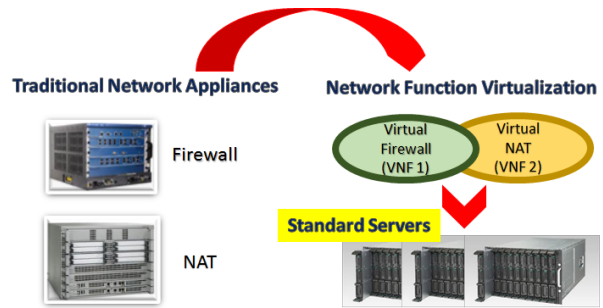 Traditional Network Appliances
Firewall
NAT
Network Function Virtualization
Virtual
Firewall
(VNF 1)
Virtual
NAT
(VNF 2)
Standard Servers